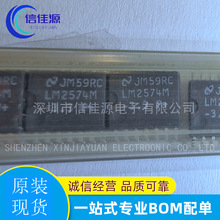 信佳源
JM59RC
LM2574M
JM59RC
LM2574M
深圳市信佳源电子有限公司
SHENZHEN XINJIAYUAN ELECTRONIC CO., LTD
原装
现货
诚信经营 品质可靠
一站式专业BOM配单